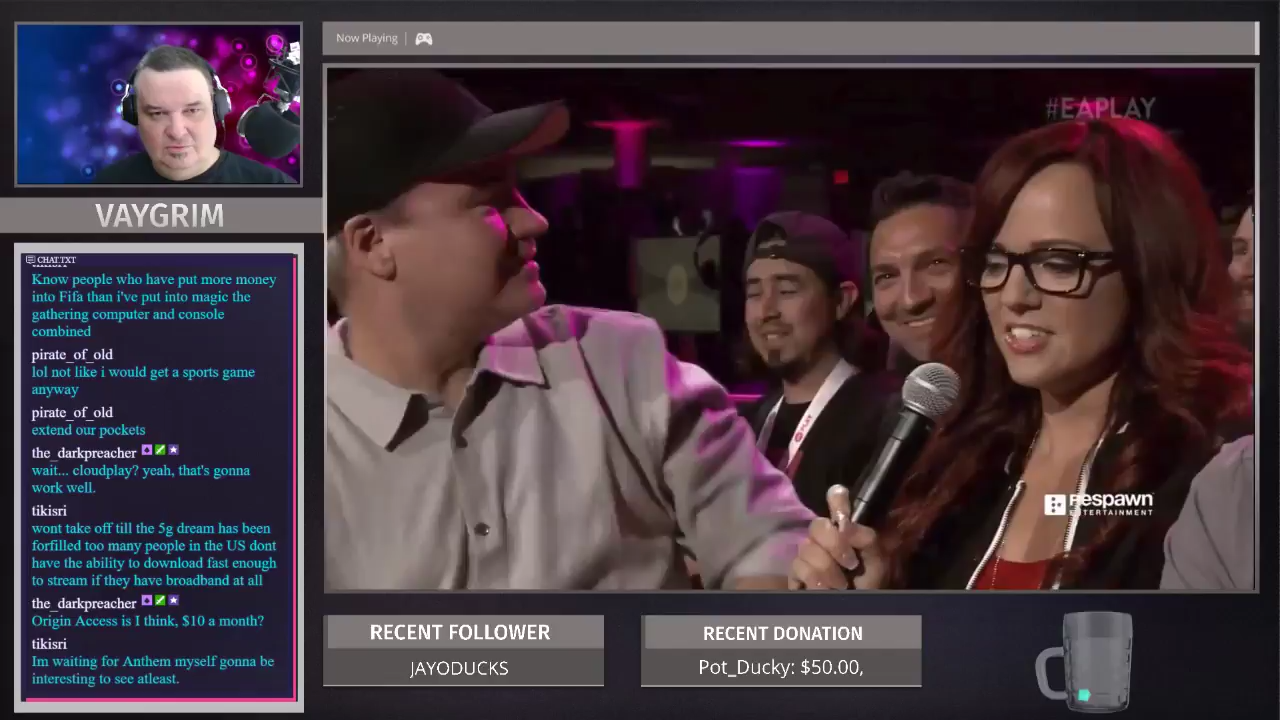 Now Playing |
#EAPLAY
VAYGRIM
CHAT.TXT
tikisri
Know people who have put more money
into Fifa than i've put into magic the
gathering computer and console
combined
pirate_of_old
lol not like i would get a sports game
anyway
pirate_of_old
extend our pockets
the_darkpreacher
wait... cloudplay? yeah, that's gonna
work well.
tikisri
wont take off till the 5g dream has been
forfilled too many people in the US dont
have the ability to download fast enough
to stream if they have broadband at all
the_darkpreacher
Origin Access is I think, $10 a month?
tikisri
Im waiting for Anthem myself gonna be
interesting to see atleast.
PLAY
Respawn
ENTERTAINMENT
RECENT FOLLOWER
JAYODUCKS
RECENT DONATION
Pot_Ducky: $50.00,